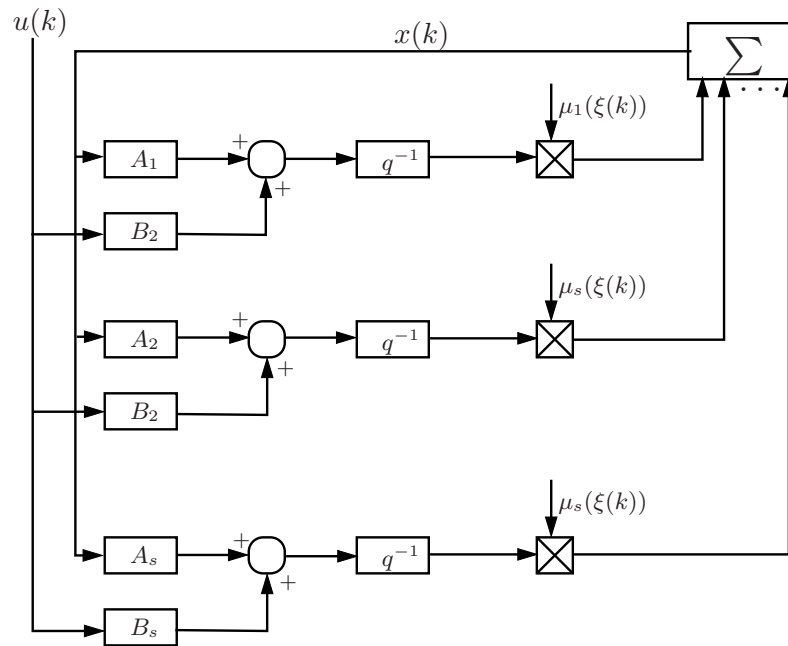 u(k)
x(k)
∑
...
μ₁(ξ(k))
A₁
+
+
q⁻¹
B₂
μₛ(ξ(k))
A₂
+
+
q⁻¹
B₂
μₛ(ξ(k))
Aₛ
+
+
q⁻¹
Bₛ